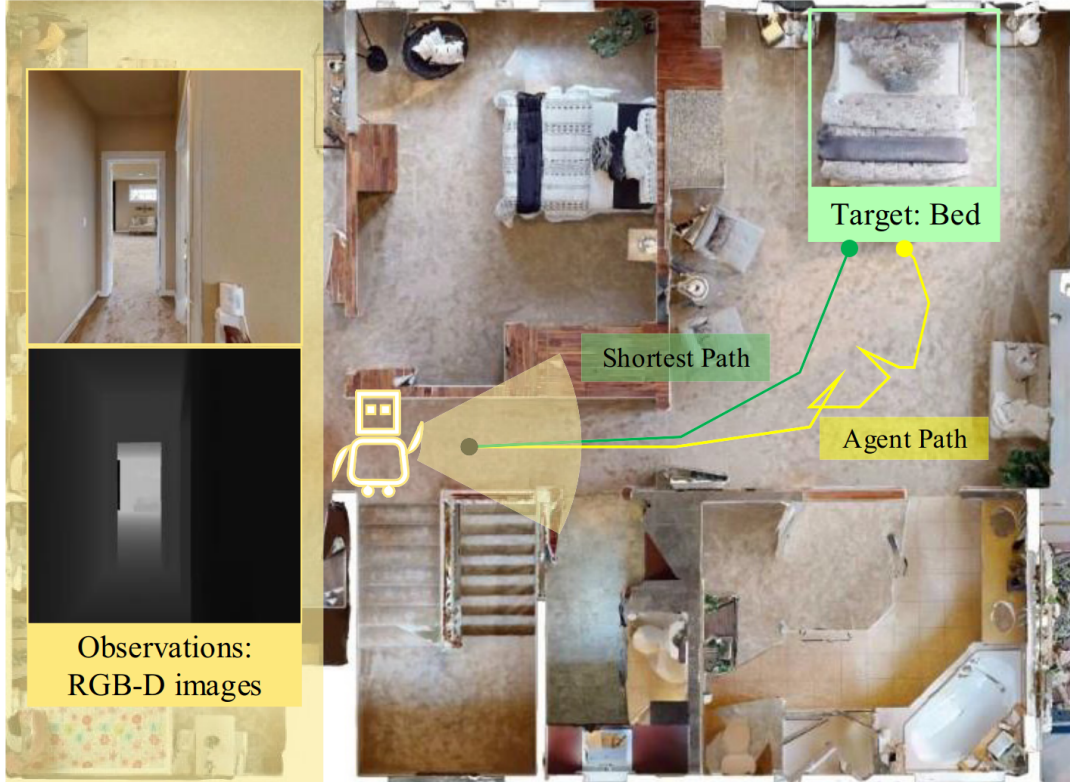 Target: Bed
Shortest Path
Agent Path
Observations:
RGB-D images